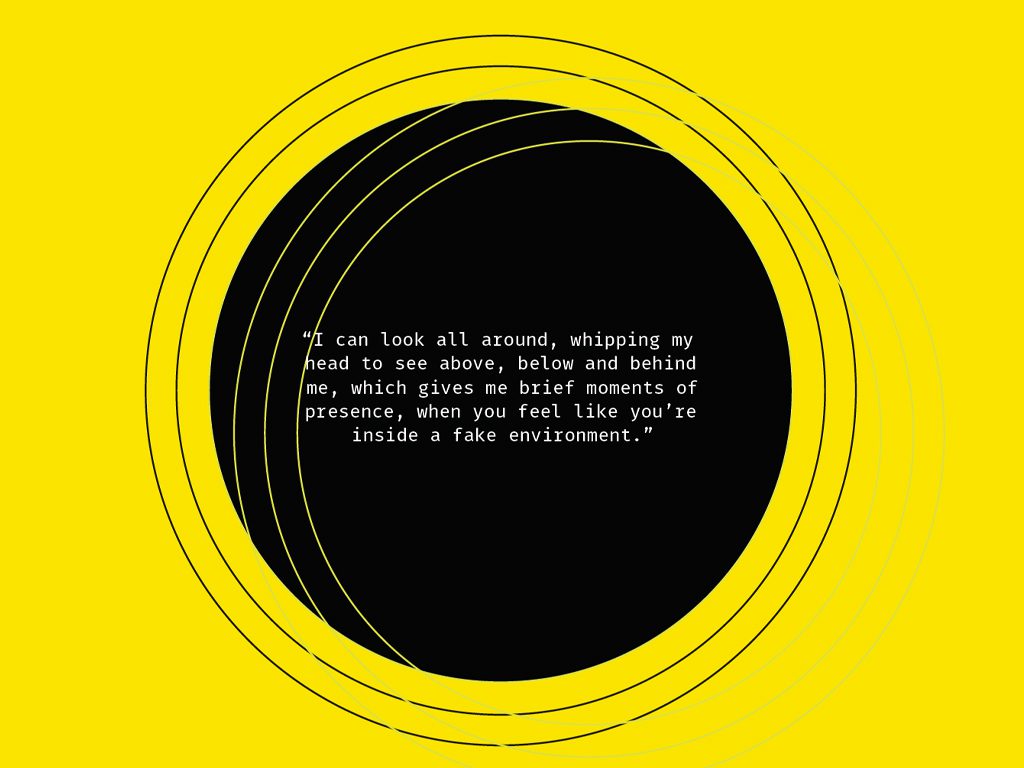 “I can look all around, whipping my
head to see above, below and behind
me, which gives me brief moments of
presence, when you feel like you’re
inside a fake environment.”